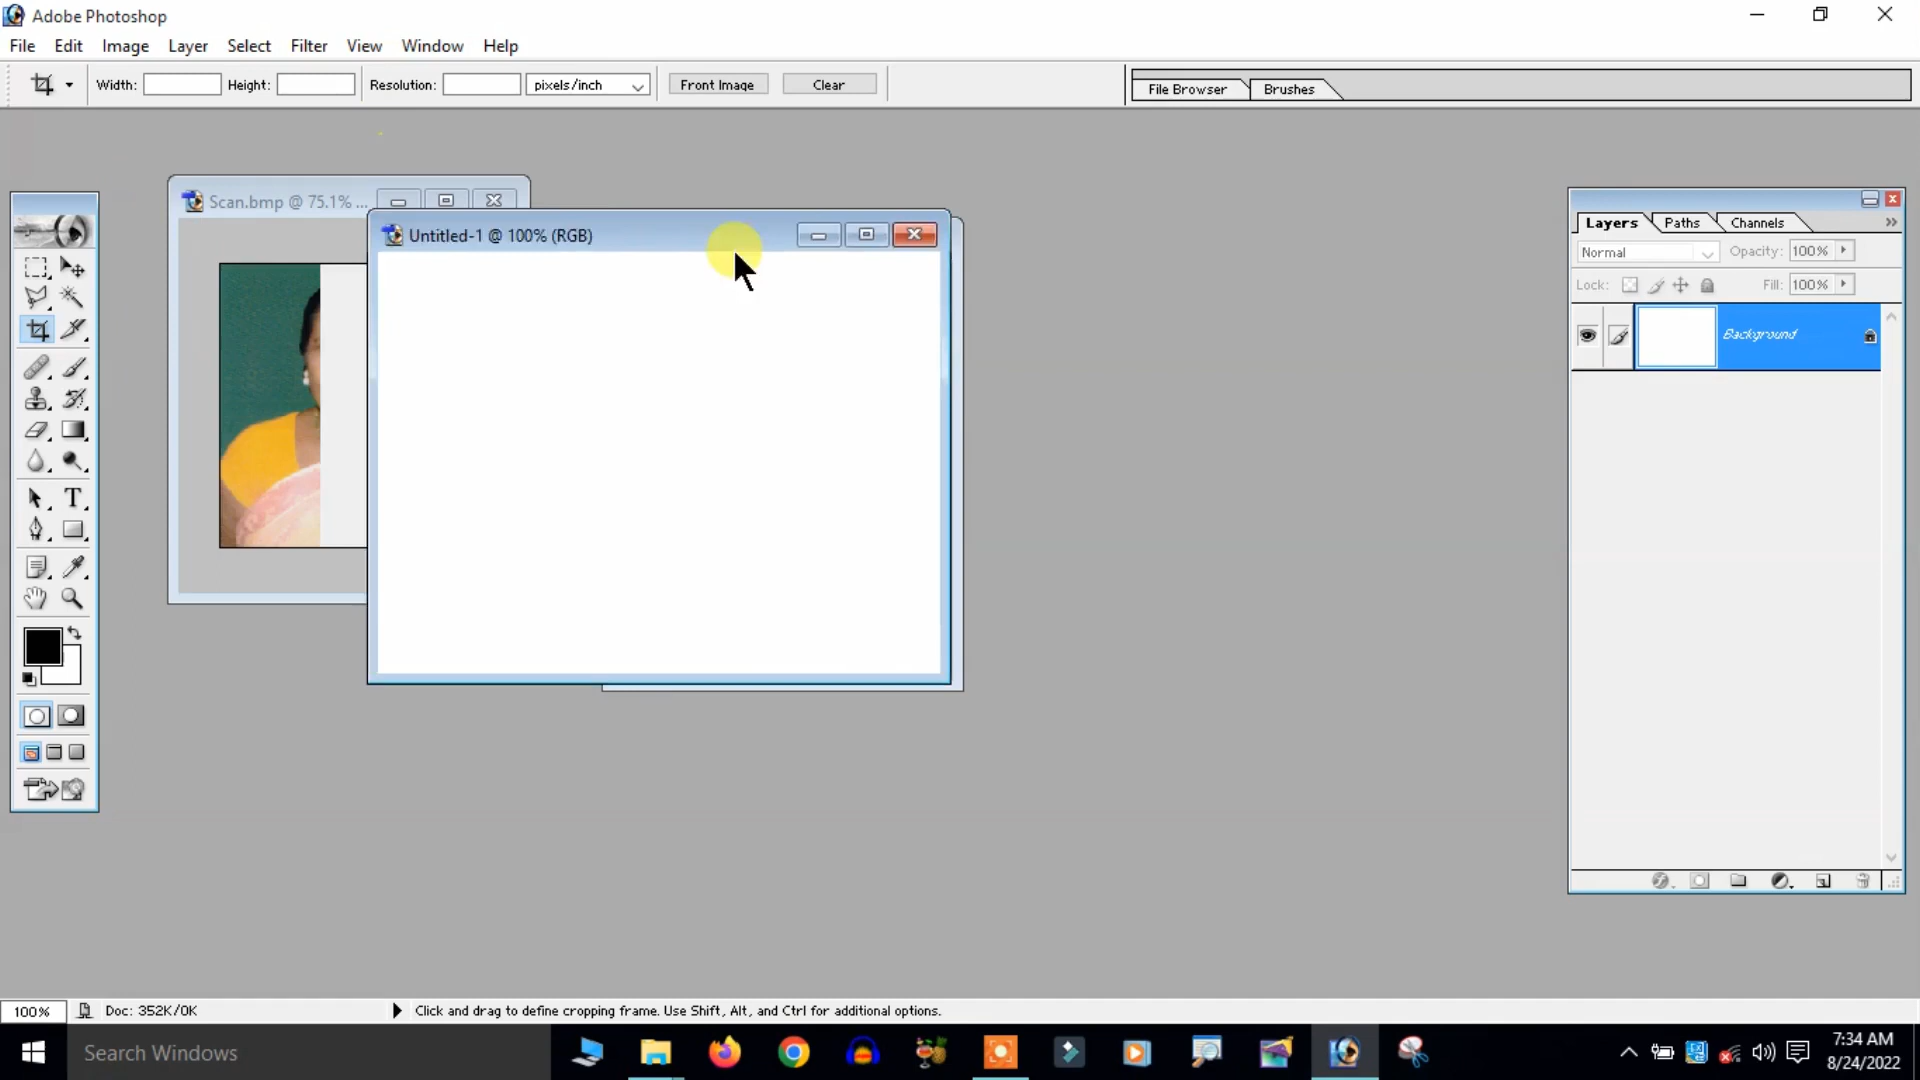 Adobe Photoshop
File Edit Image Layer Select Filter View Window Help
Width: Height: Resolution: pixels/inch Front Image Clear File Browser Brushes
Scan.bmp @ 75.1% ...
Untitled-1 @ 100% (RGB)
Layers Paths Channels
Normal Opacity: 100%
Lock: Fill: 100%
Background
T
100% Doc: 352K/0K Click and drag to define cropping frame. Use Shift, Alt, and Ctrl for additional options.
Search Windows
7:34 AM
8/24/2022